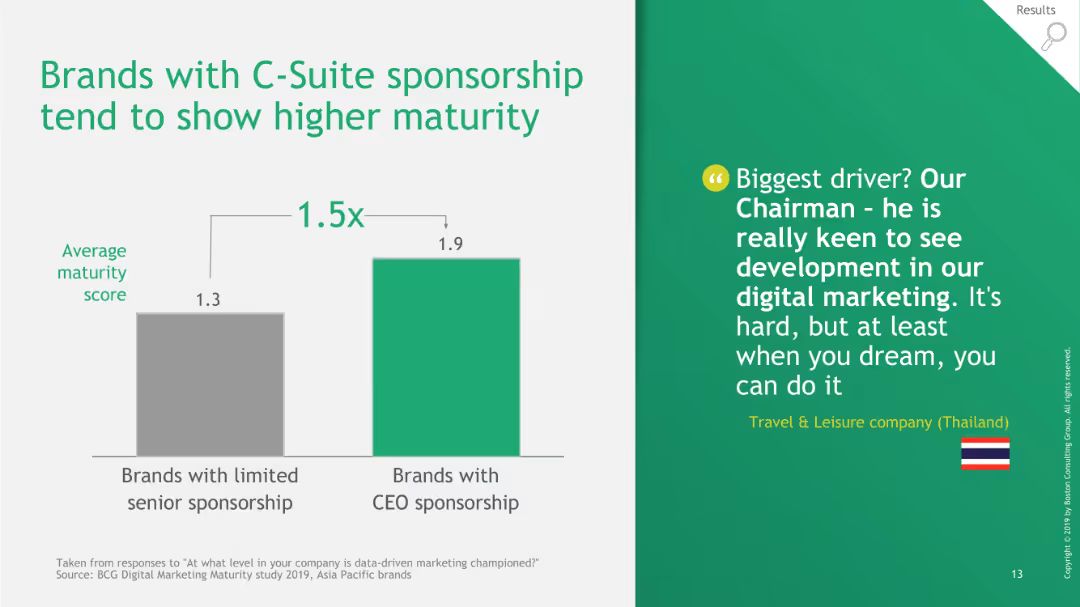 Results
Brands with C-Suite sponsorship
tend to show higher maturity
1.5x
Average
maturity
score
1.3
1.9
Brands with limited
senior sponsorship
Brands with
CEO sponsorship
Taken from responses to "At what level in your company is data-driven marketing championed?"
Source: BCG Digital Marketing Maturity study 2019, Asia Pacific brands
“
Biggest driver? Our
Chairman – he is
really keen to see
development in our
digital marketing. It's
hard, but at least
when you dream, you
can do it
Travel & Leisure company (Thailand)
13
Copyright © 2019 by Boston Consulting Group. All rights reserved.